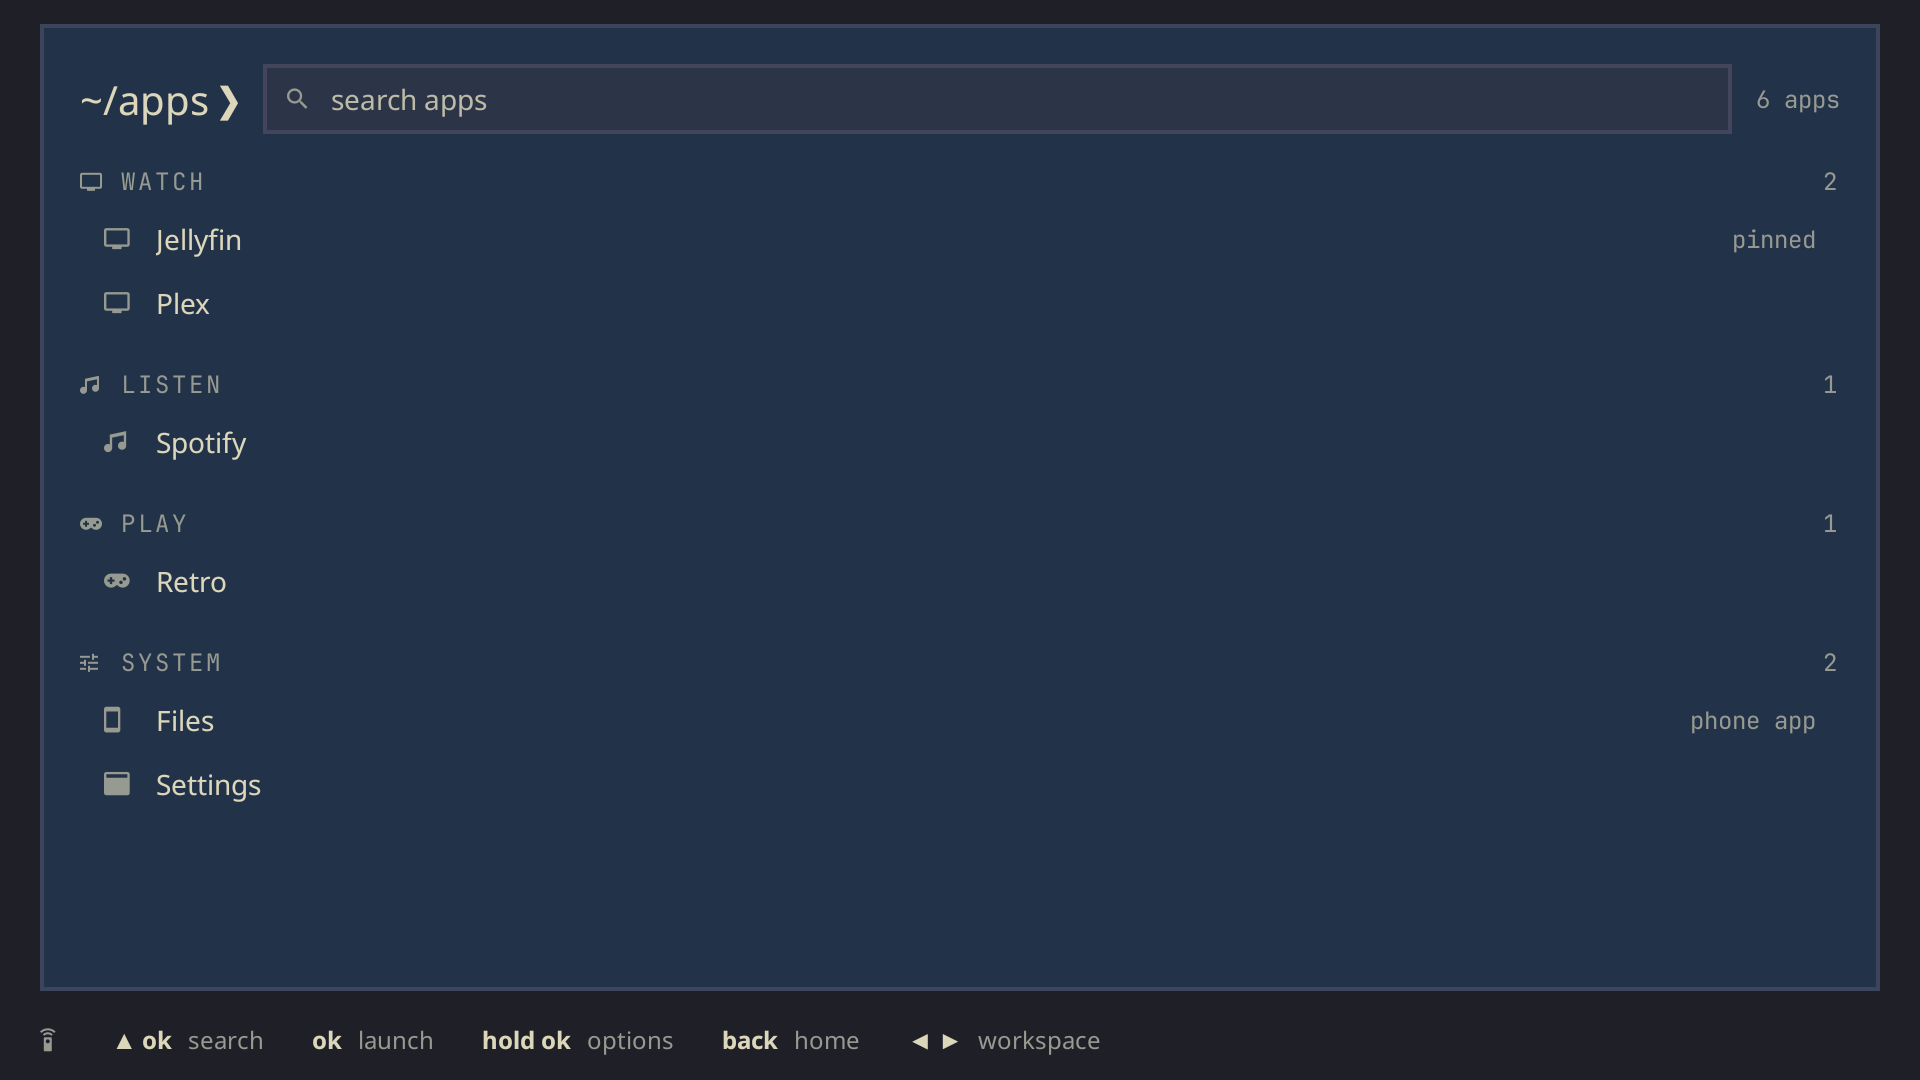 ~/apps❯ search apps 6 apps
WATCH 2
Jellyfin pinned
Plex
LISTEN 1
Spotify
PLAY 1
Retro
SYSTEM 2
Files phone app
Settings
▲ ok search ok launch hold ok options back home ◀ ▶ workspace